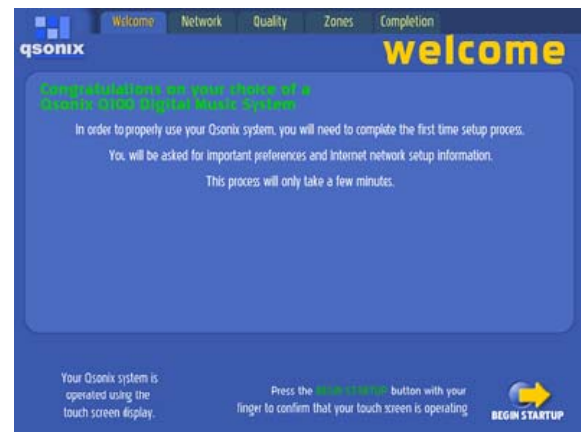 Welcome Network Quality Zones Completion
qsonix
welcome
Congratulations on your choice of a
Qsonix Q100 Digital Music System
In order to properly use your Qsonix system, you will need to complete the first time setup process.
You will be asked for important preferences and Internet network setup information.
This process will only take a few minutes.
Your Qsonix system is
operated using the
touch screen display.
Press the BEGIN STARTUP button with your
finger to confirm that your touch screen is operating
BEGIN STARTUP